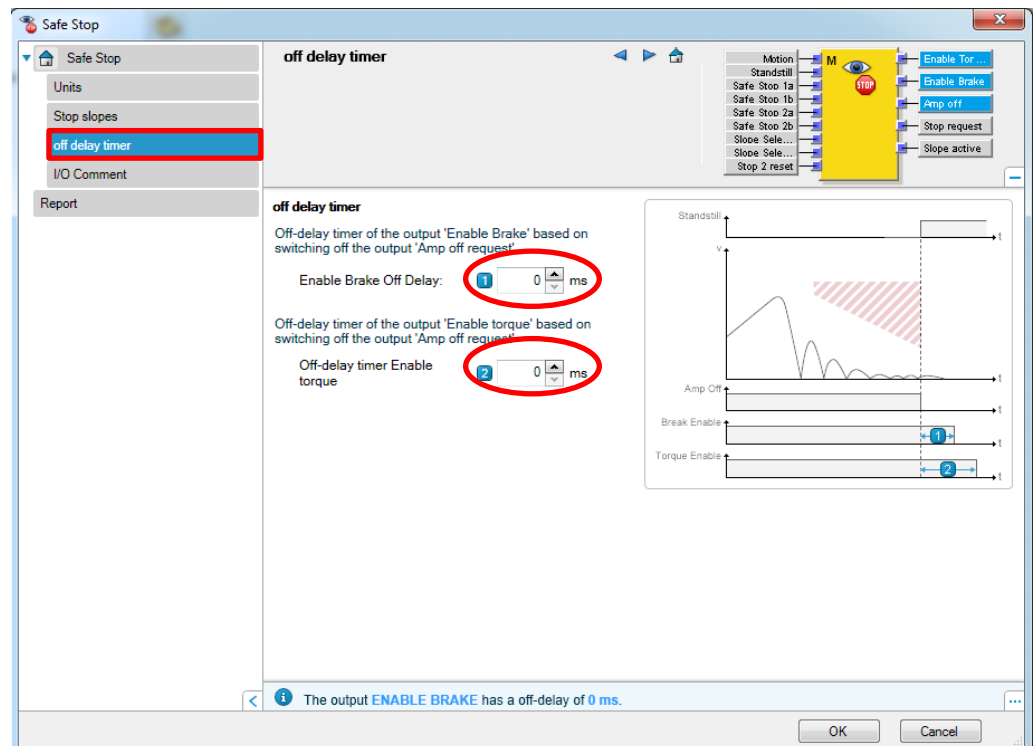 Safe Stop
Safe Stop
Units
Stop slopes
off delay timer
I/O Comment
Report
off delay timer
Motion
Standstill
Safe Stop 1a
Safe Stop 1b
Safe Stop 2a
Safe Stop 2b
Slope Sele...
Slope Sele...
Stop 2 reset
M
STOP
Enable Tor ...
Enable Brake
Amp off
Stop request
Slope active
off delay timer
Off-delay timer of the output 'Enable Brake' based on
switching off the output 'Amp off request'
Enable Brake Off Delay: 1 0 ms
Off-delay timer of the output 'Enable torque' based on
switching off the output 'Amp off request'
Off-delay timer Enable
torque 2 0 ms
Standstill
t
v
t
Amp Off
t
Break Enable
1
t
Torque Enable
2
t
The output ENABLE BRAKE has a off-delay of 0 ms.
OK Cancel